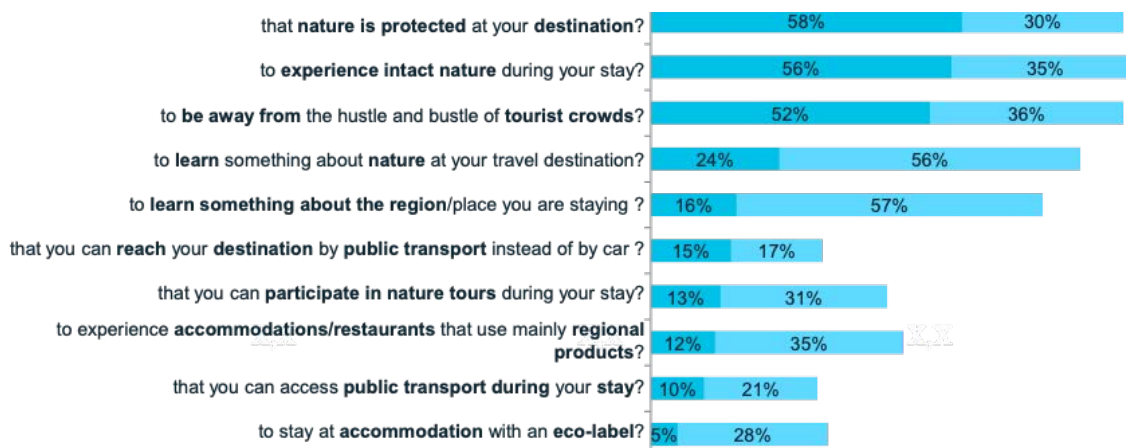 that nature is protected at your destination? 58% 30%
to experience intact nature during your stay? 56% 35%
to be away from the hustle and bustle of tourist crowds? 52% 36%
to learn something about nature at your travel destination? 24% 56%
to learn something about the region/place you are staying ? 16% 57%
that you can reach your destination by public transport instead of by car ? 15% 17%
that you can participate in nature tours during your stay? 13% 31%
to experience accommodations/restaurants that use mainly regional
products? 12% 35%
that you can access public transport during your stay? 10% 21%
to stay at accommodation with an eco-label? 5% 28%